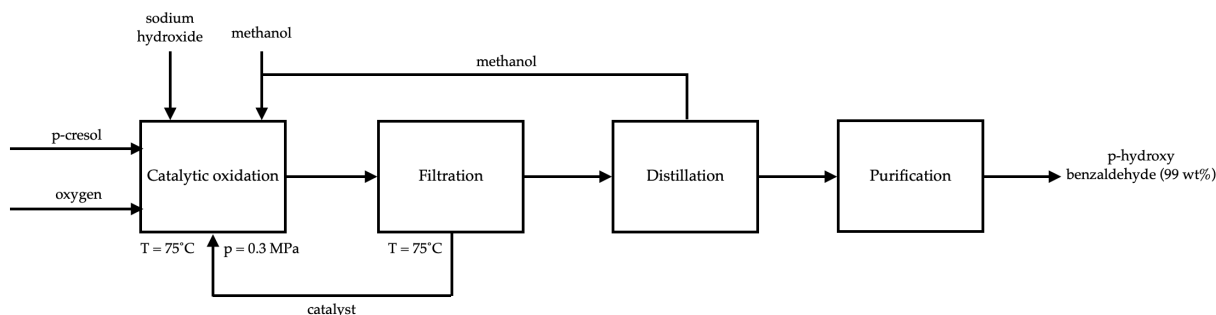 sodium
hydroxide
methanol
methanol
p-cresol
oxygen
Catalytic oxidation
Filtration
Distillation
Purification
p-hydroxy
benzaldehyde (99 wt%)
T = 75˚C
p = 0.3 MPa
T = 75˚C
catalyst